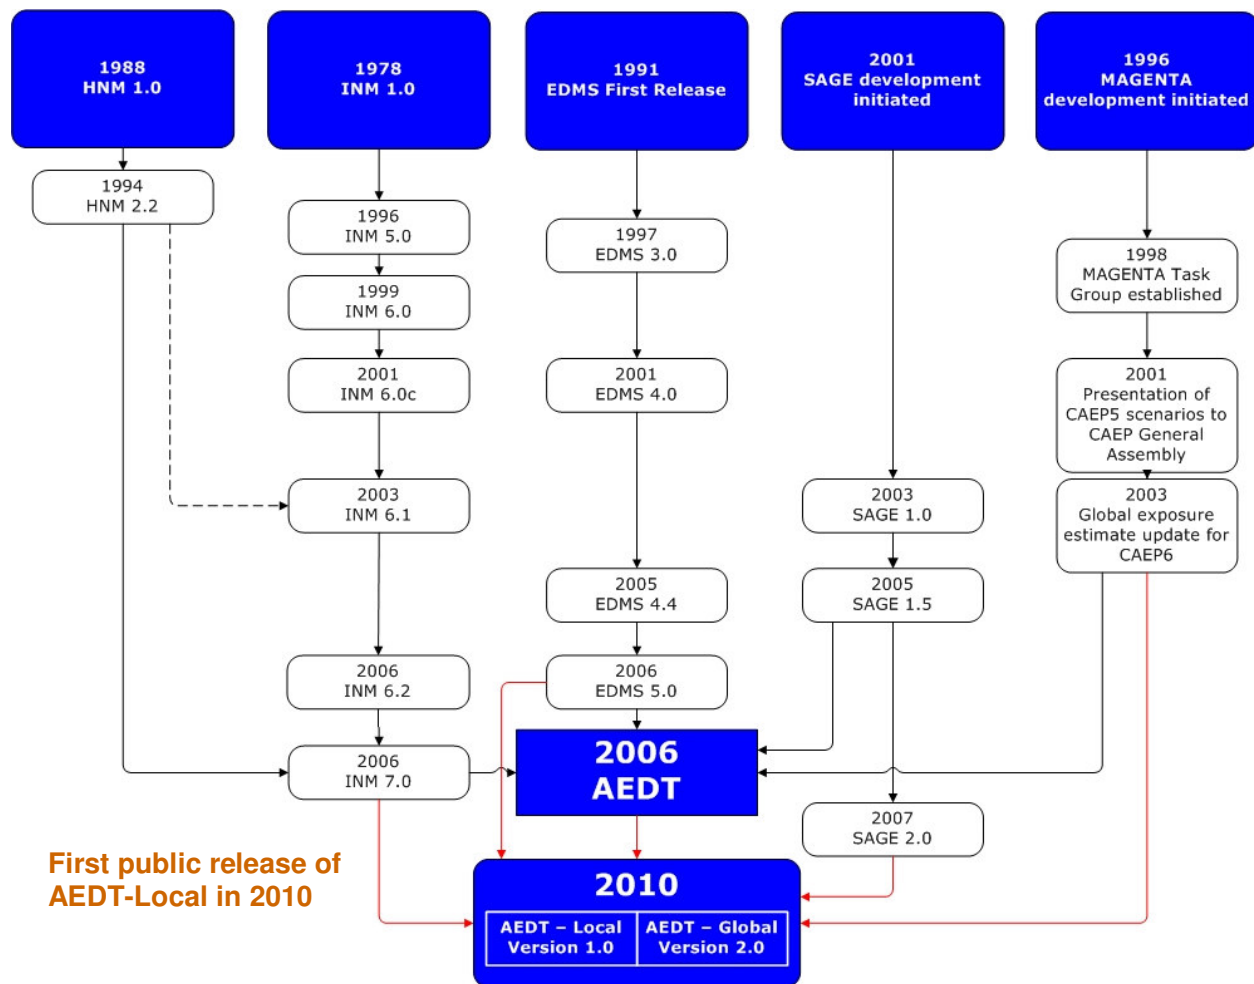 1988
HNM 1.0
1978
INM 1.0
1991
EDMS First Release
2001
SAGE development
initiated
1996
MAGENTA
development initiated
1994
HNM 2.2
1996
INM 5.0
1997
EDMS 3.0
1998
MAGENTA Task
Group established
1999
INM 6.0
2001
INM 6.0c
2001
EDMS 4.0
2001
Presentation of
CAEP5 scenarios to
CAEP General
Assembly
2003
INM 6.1
2003
SAGE 1.0
2003
Global exposure
estimate update for
CAEP6
2005
EDMS 4.4
2005
SAGE 1.5
2006
INM 6.2
2006
EDMS 5.0
2006
INM 7.0
2006
AEDT
2007
SAGE 2.0
First public release of
AEDT-Local in 2010
2010
AEDT – Local
Version 1.0
AEDT – Global
Version 2.0